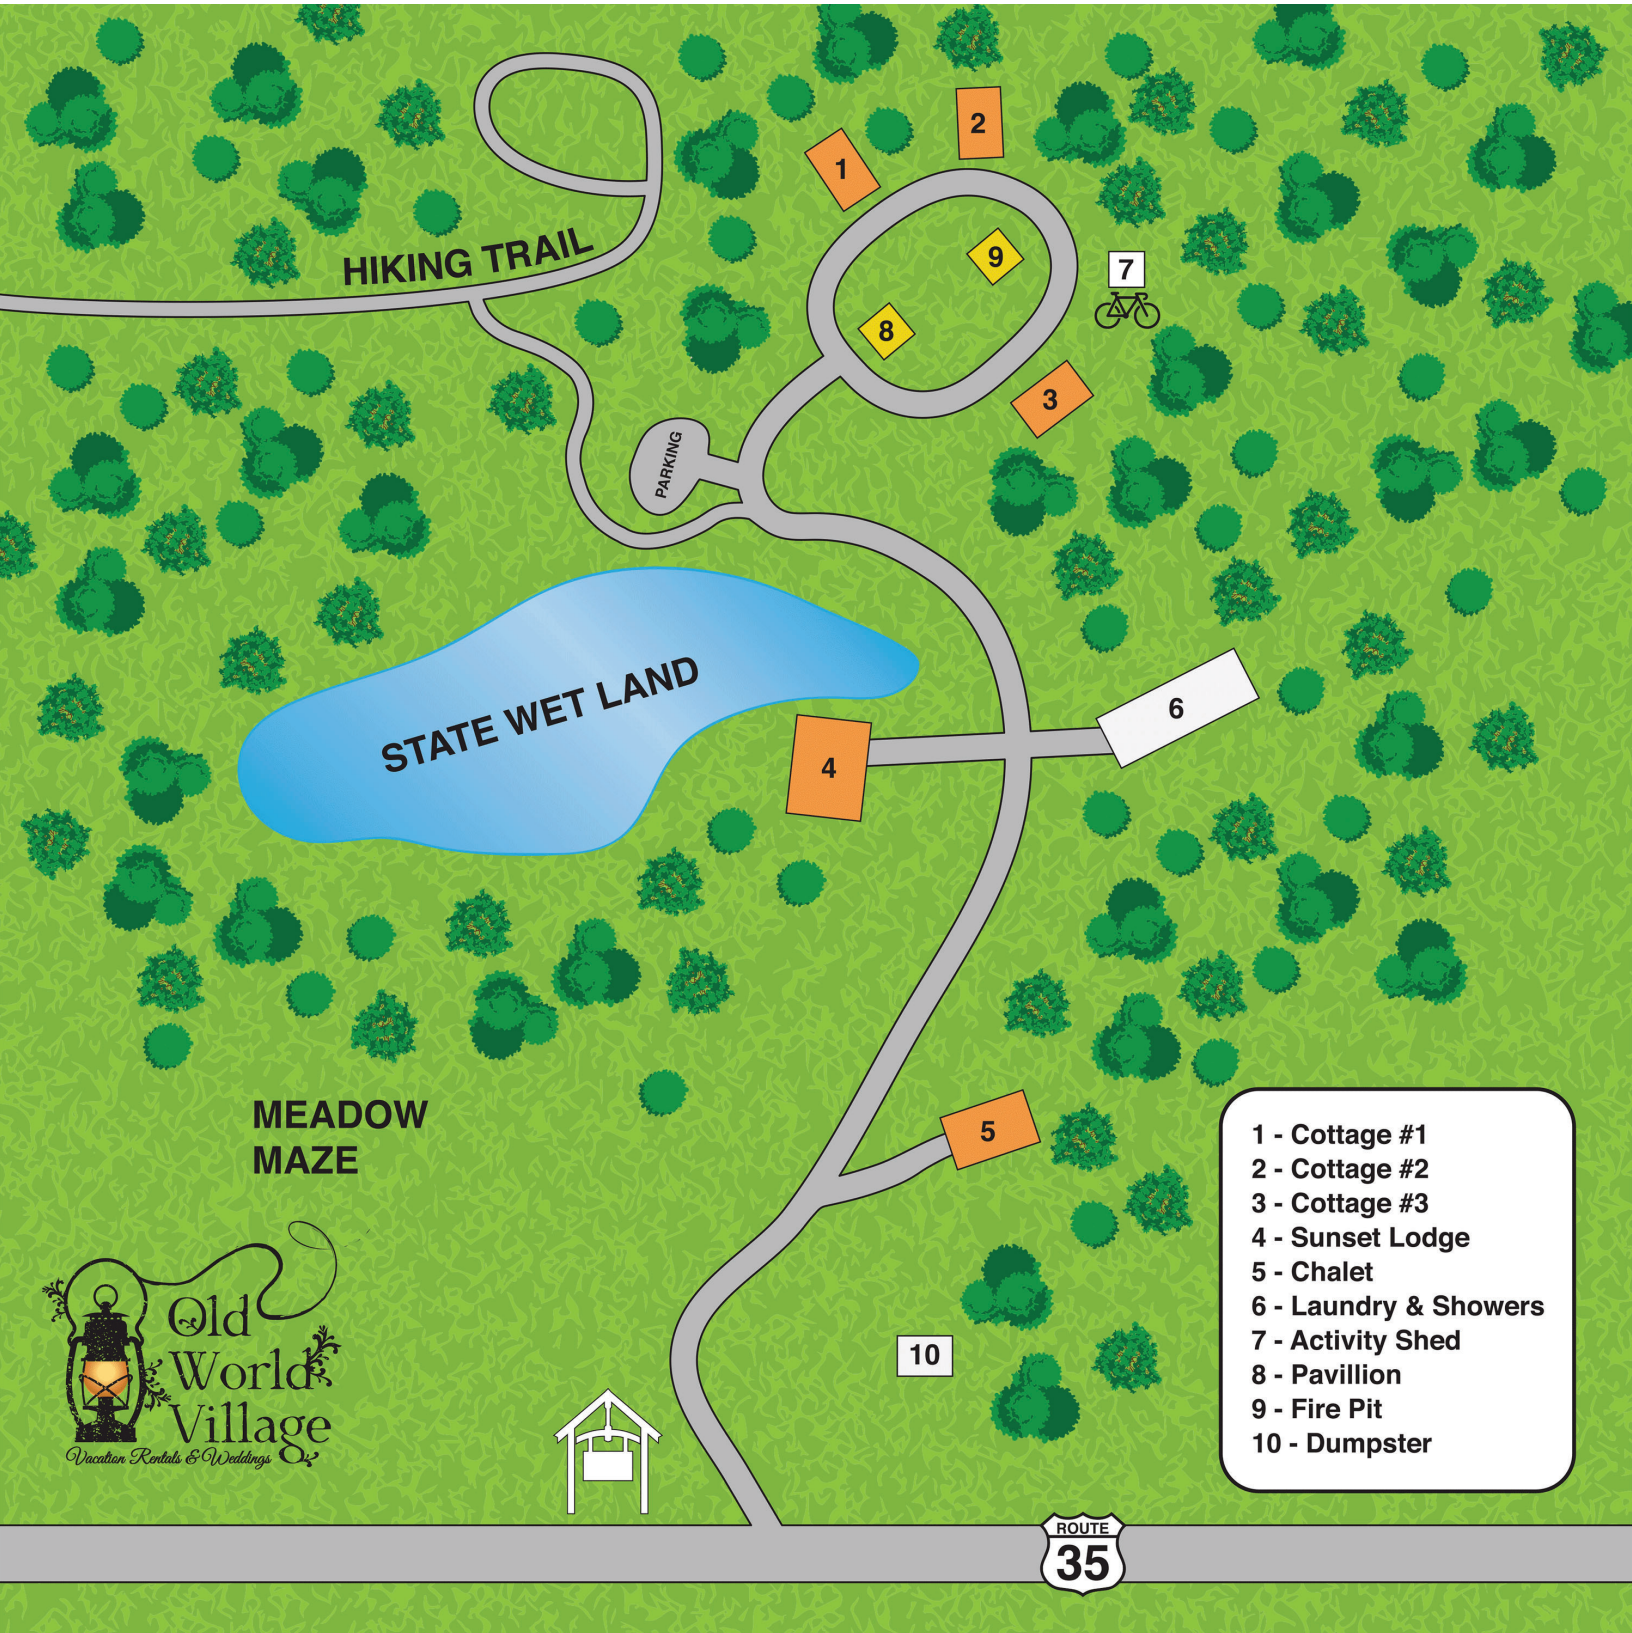 2
1
9
HIKING TRAIL
7
8
3
PARKING
STATE WET LAND
6
4
MEADOW
MAZE
5
1 - Cottage #1
2 - Cottage #2
3 - Cottage #3
4 - Sunset Lodge
5 - Chalet
6 - Laundry & Showers
7 - Activity Shed
8 - Pavillion
9 - Fire Pit
10 - Dumpster
Old
World
Village
Vacation Rentals & Weddings
10
ROUTE
35